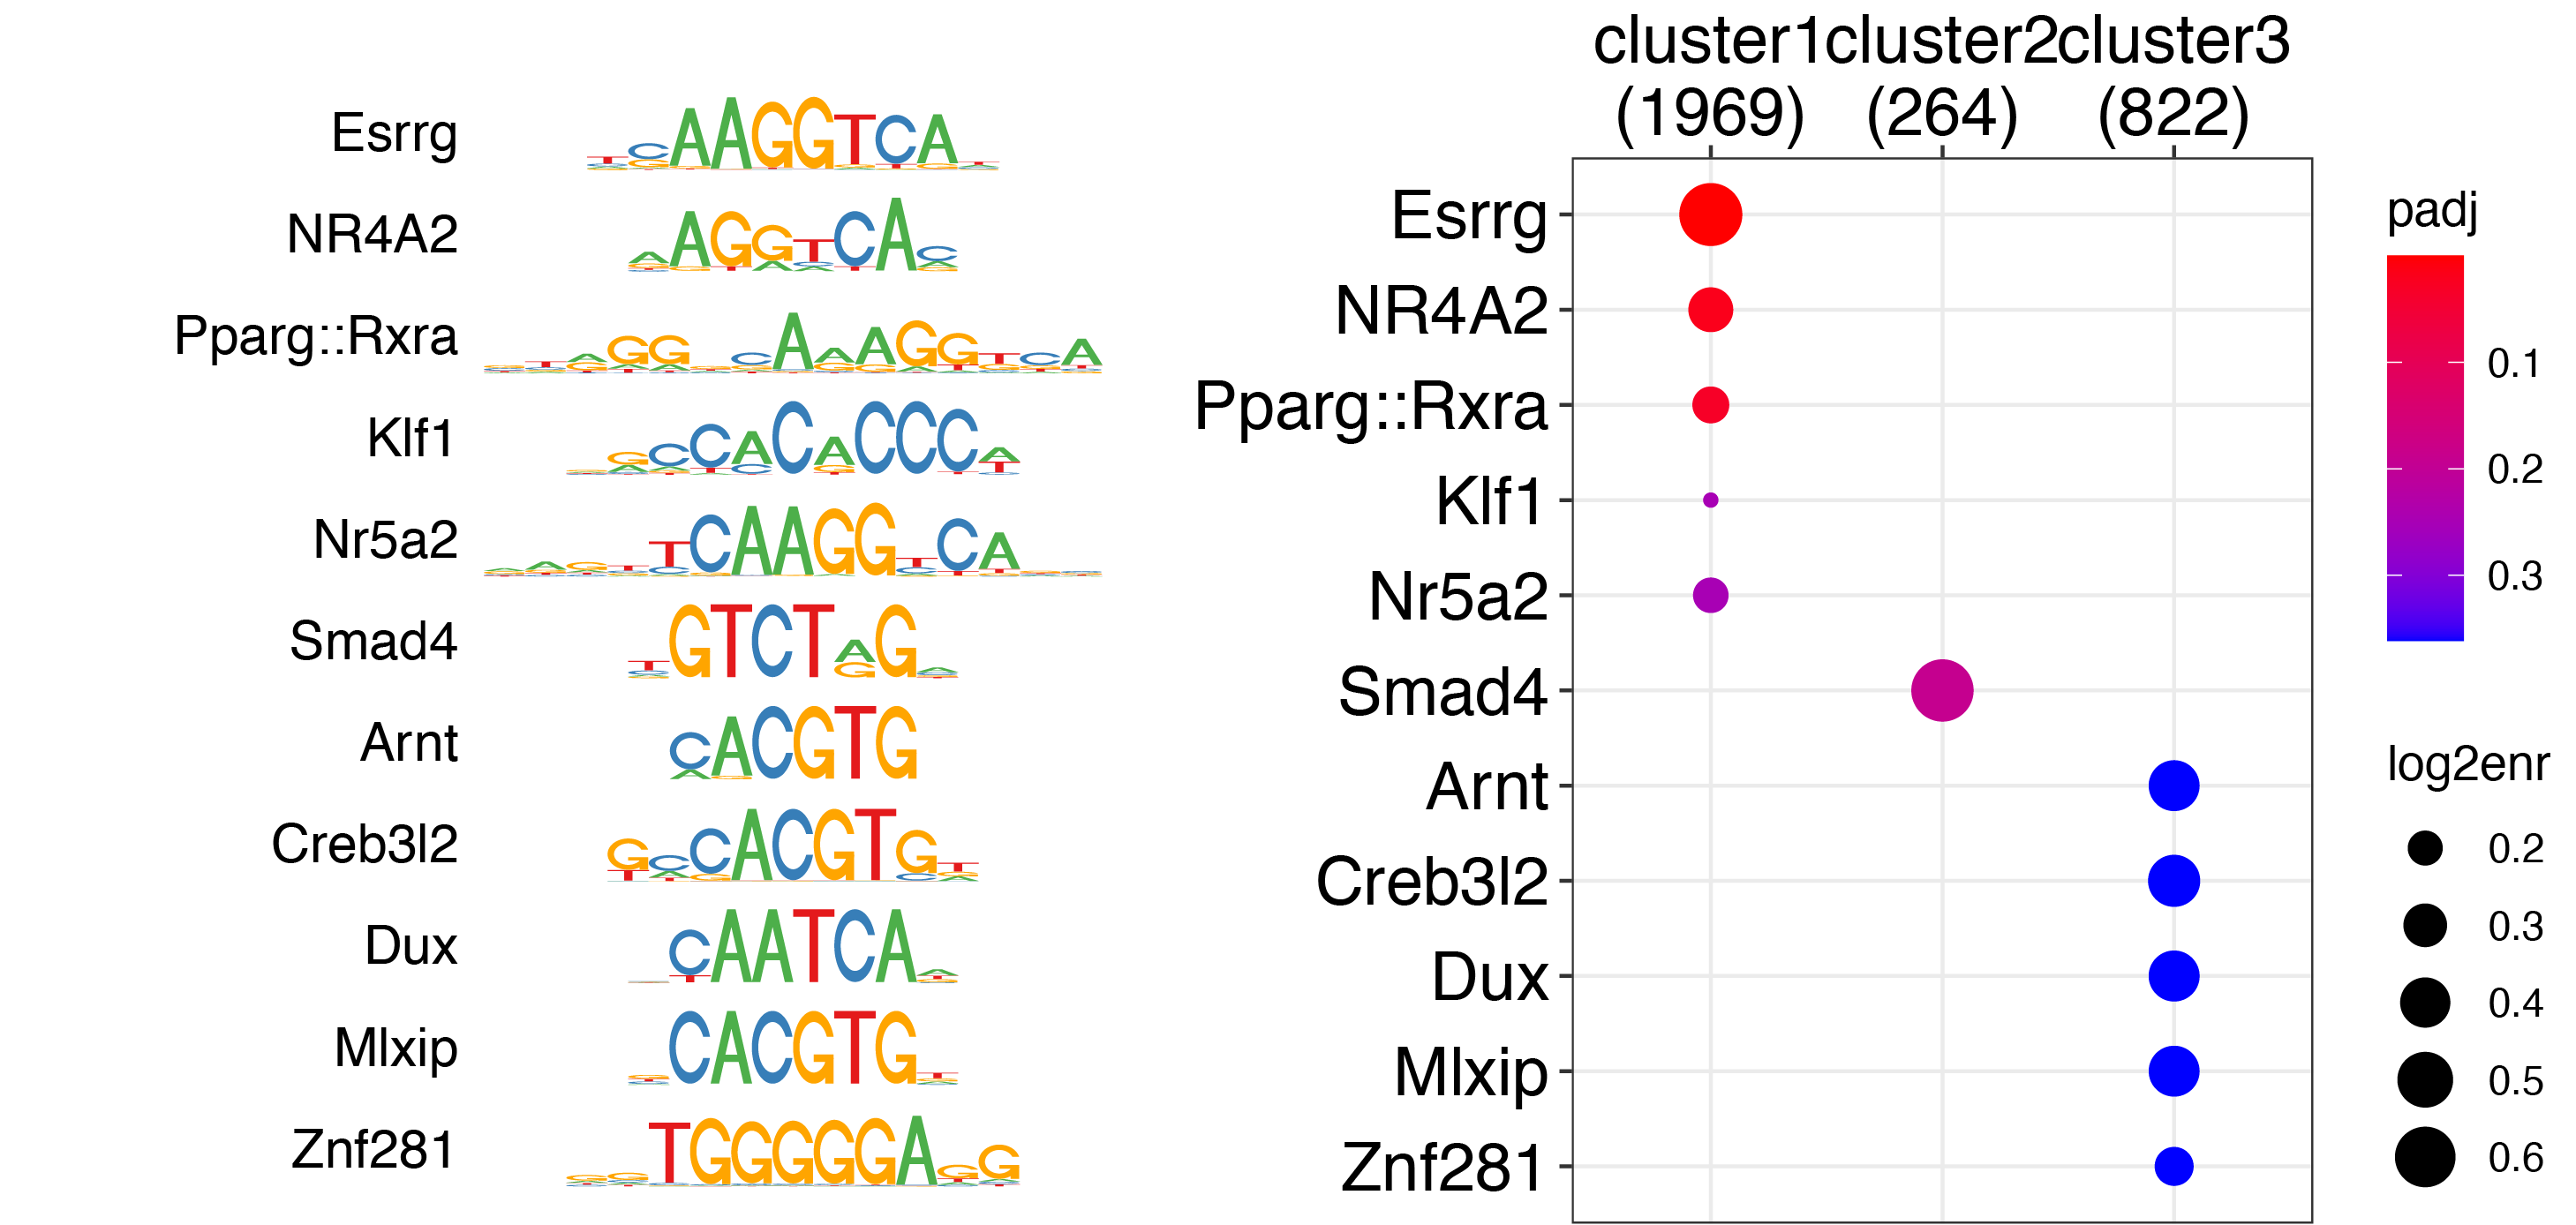 Esrrg
NR4A2
Pparg::Rxra
Klf1
Nr5a2
Smad4
Arnt
Creb3l2
Dux
Mlxip
Znf281
cluster1 cluster2 cluster3
(1969) (264) (822)
Esrrg
NR4A2
Pparg::Rxra
Klf1
Nr5a2
Smad4
Arnt
Creb3l2
Dux
Mlxip
Znf281
padj
0.1
0.2
0.3
log2enr
0.2
0.3
0.4
0.5
0.6